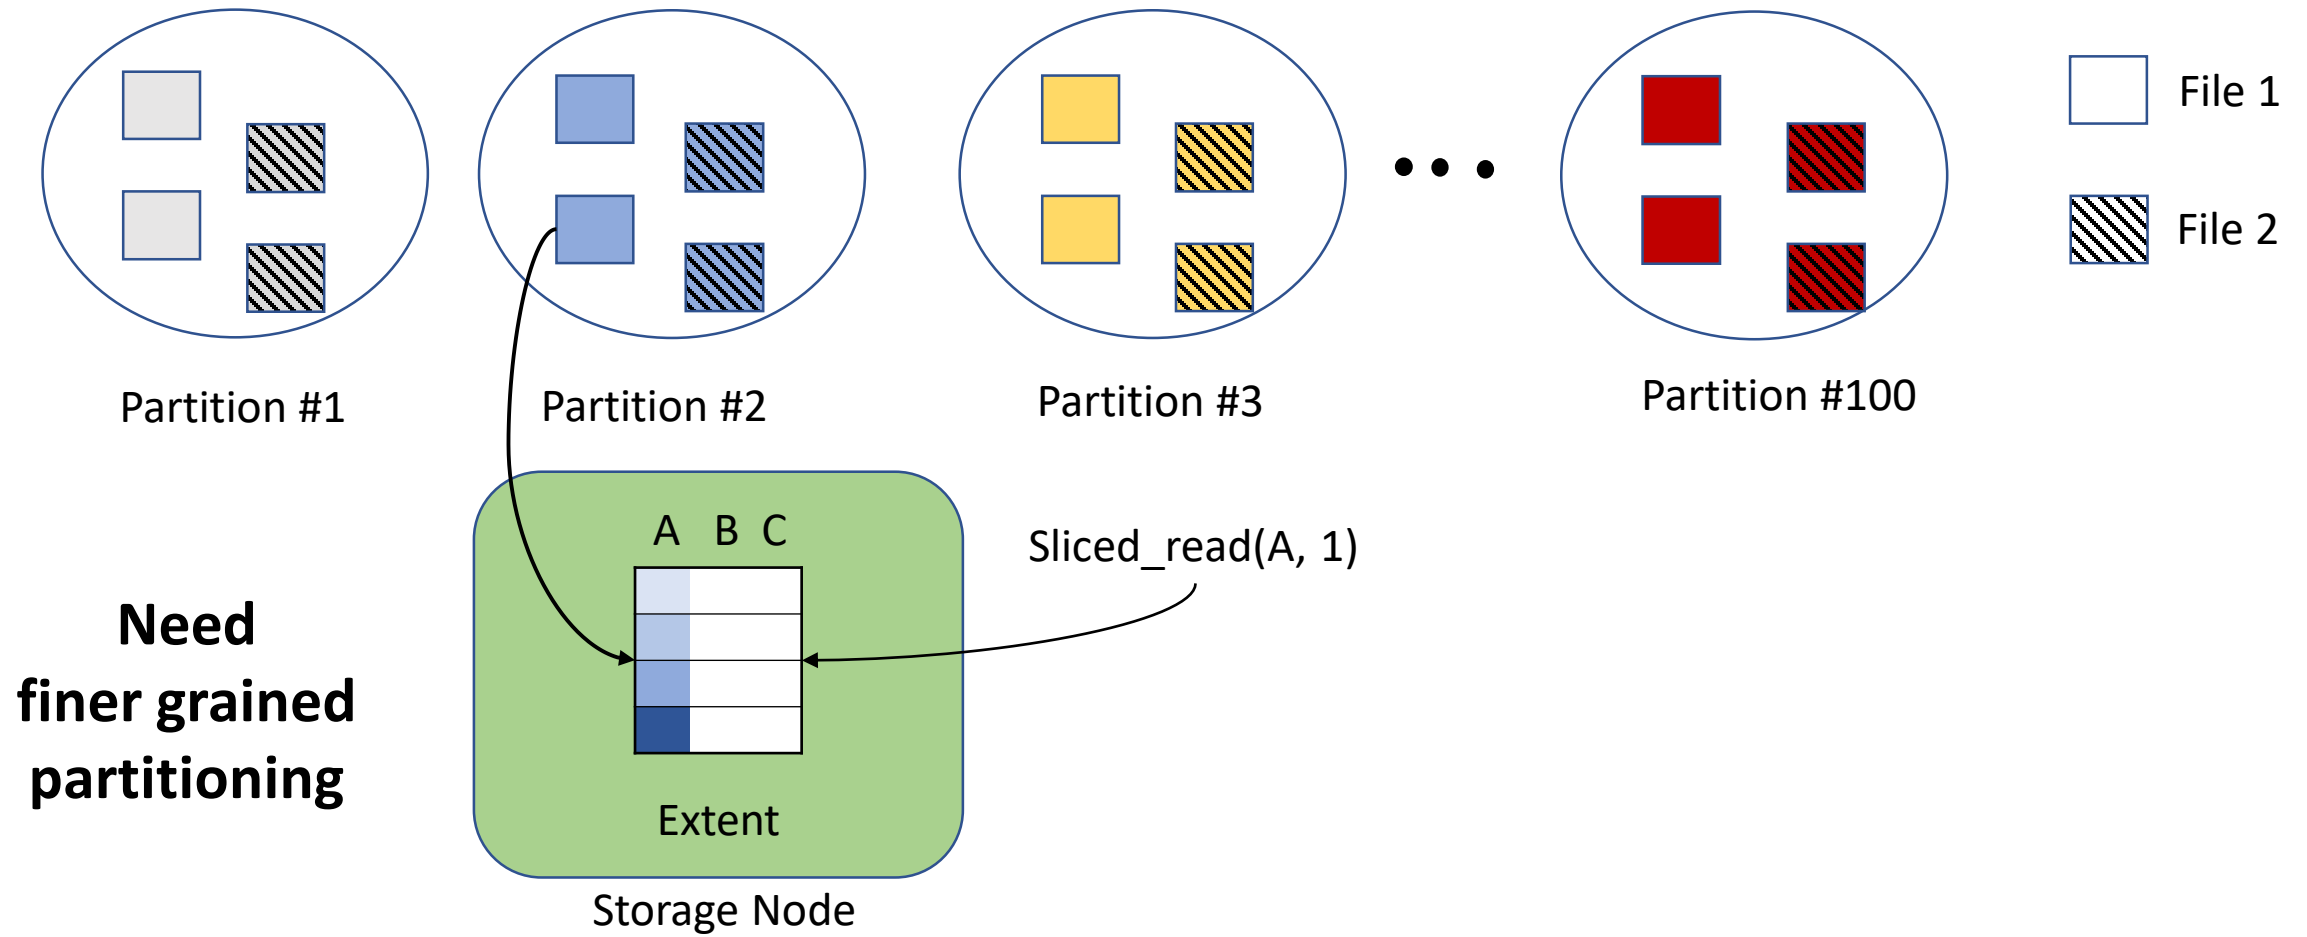 File 1
File 2
Partition #1
Partition #2
Partition #3
Partition #100
A B C
Sliced_read(A, 1)
Need
finer grained
partitioning
Extent
Storage Node